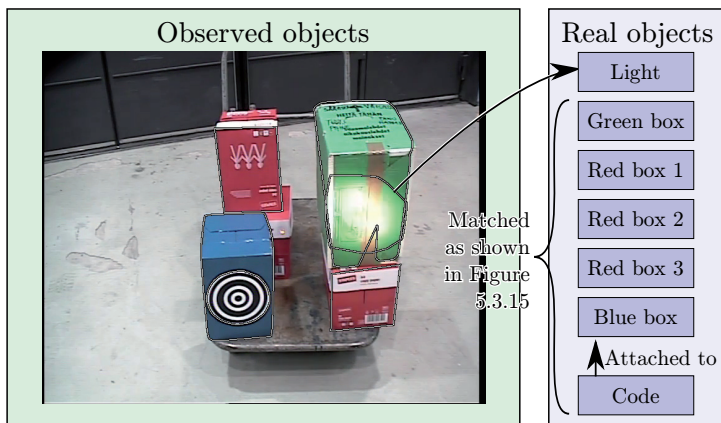 Observed objects
Real objects
Light
Green box
Red box 1
Red box 2
Red box 3
Blue box
Attached to
Code
Matched
as shown
in Figure
5.3.15